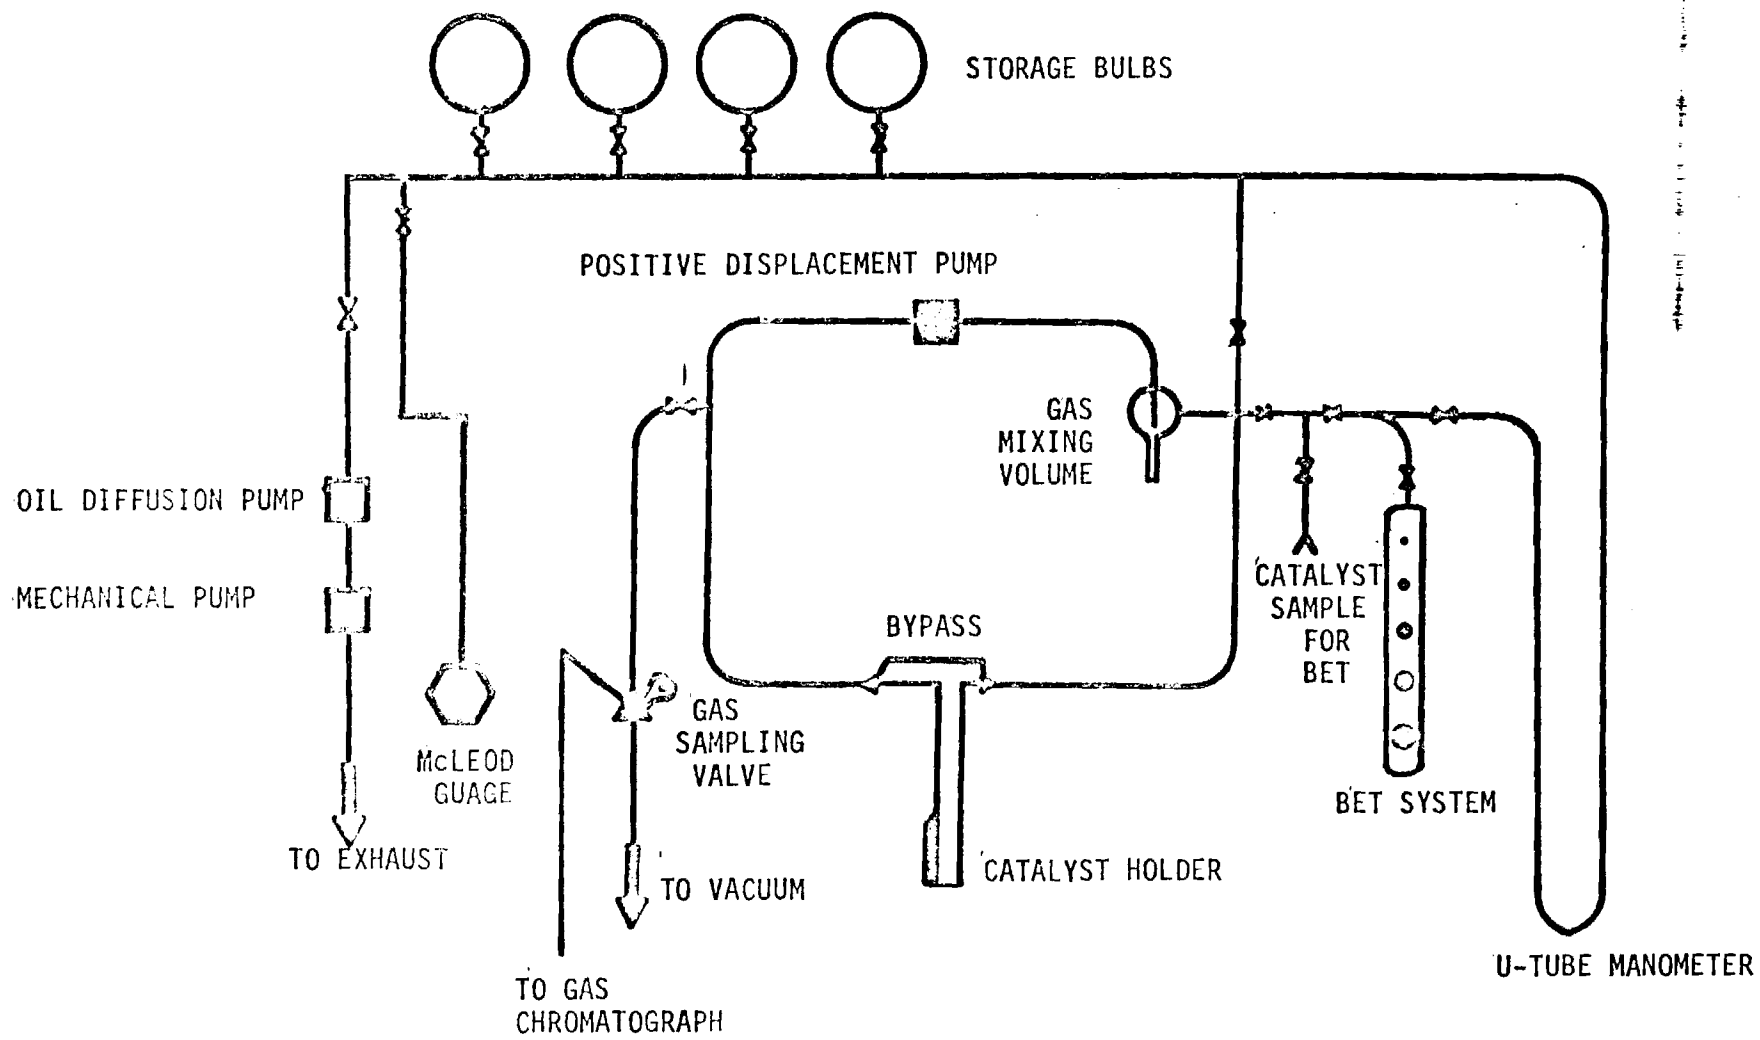 STORAGE BULBS
POSITIVE DISPLACEMENT PUMP
GAS
MIXING
VOLUME
OIL DIFFUSION PUMP
MECHANICAL PUMP
CATALYST
SAMPLE
FOR
BET
BYPASS
GAS
SAMPLING
VALVE
McLEOD
GUAGE
BET SYSTEM
TO EXHAUST
TO VACUUM
CATALYST HOLDER
U-TUBE MANOMETER
TO GAS
CHROMATOGRAPH